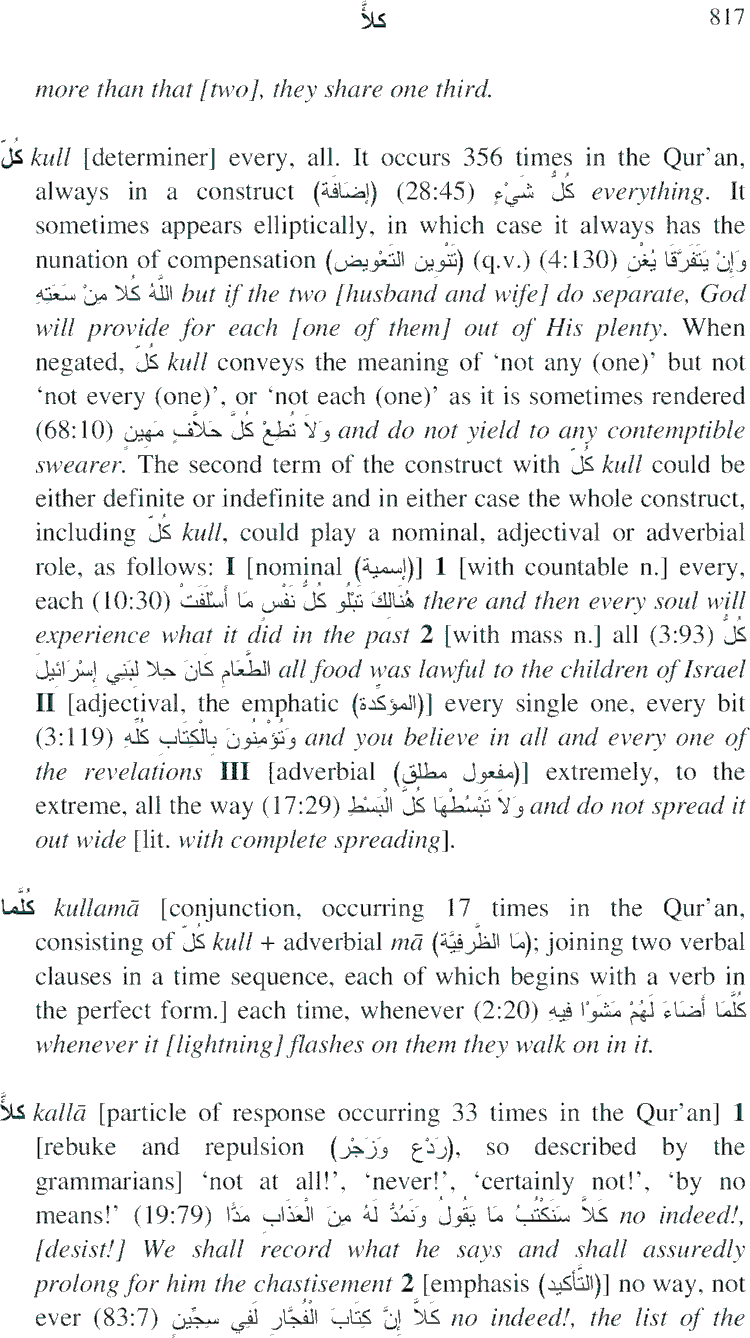 كلاَّ 817
more than that [two], they share one third.
كُلّ kull [determiner] every, all. It occurs 356 times in the Qur’an,
always in a construct (إضَافَة) (28:45) كُلُّ شَيْءٍ everything. It
sometimes appears elliptically, in which case it always has the
nunation of compensation (تَنْوِين التَعْوِيض) (q.v.) (4:130) وَإِنْ يَتَفَرَّقَا يُغْنِ
اللَّهُ كُلا مِنْ سَعَتِهِ but if the two [husband and wife] do separate, God
will provide for each [one of them] out of His plenty. When
negated, كُلّ kull conveys the meaning of ‘not any (one)’ but not
‘not every (one)’, or ‘not each (one)’ as it is sometimes rendered
(68:10) وَلاَ تُطِعْ كُلَّ حَلاَّفٍ مَهِينٍ and do not yield to any contemptible
swearer. The second term of the construct with كُلّ kull could be
either definite or indefinite and in either case the whole construct,
including كُلّ kull, could play a nominal, adjectival or adverbial
role, as follows: I [nominal (إسمية)] 1 [with countable n.] every,
each (10:30) هُنَالِكَ تَبْلُو كُلُّ نَفْسٍ مَا أَسْلَفَتْ there and then every soul will
experience what it did in the past 2 [with mass n.] all (3:93) كُلُّ
الطَّعَامِ كَانَ حِلا لِبَنِي إِسْرَائِيلَ all food was lawful to the children of Israel
II [adjectival, the emphatic (المؤكِّدة)] every single one, every bit
(3:119) وَتُؤْمِنُونَ بِالْكِتَابِ كُلِّهِ and you believe in all and every one of
the revelations III [adverbial (مفعول مطلق)] extremely, to the
extreme, all the way (17:29) وَلاَ تَبْسُطْهَا كُلَّ الْبَسْطِ and do not spread it
out wide [lit. with complete spreading].
كُلَّما kullamā [conjunction, occurring 17 times in the Qur’an,
consisting of كُلّ kull + adverbial mā (مَا الظَّرفِيَّة); joining two verbal
clauses in a time sequence, each of which begins with a verb in
the perfect form.] each time, whenever (2:20) كُلَّمَا أَضَاءَ لَهُمْ مَشَوْا فِيهِ
whenever it [lightning] flashes on them they walk on in it.
كلاَّ kallā [particle of response occurring 33 times in the Qur’an] 1
[rebuke and repulsion (رَدْع وَزَجْر), so described by the
grammarians] ‘not at all!’, ‘never!’, ‘certainly not!’, ‘by no
means!’ (19:79) كَلاَّ سَنَكْتُبُ مَا يَقُولُ وَنَمُدُّ لَهُ مِنَ الْعَذَابِ مَدًّا no indeed!,
[desist!] We shall record what he says and shall assuredly
prolong for him the chastisement 2 [emphasis (التَّأكيد)] no way, not
ever (83:7) كَلاَّ إِنَّ كِتَابَ الْفُجَّارِ لَفِي سِجِّينٍ no indeed!, the list of the